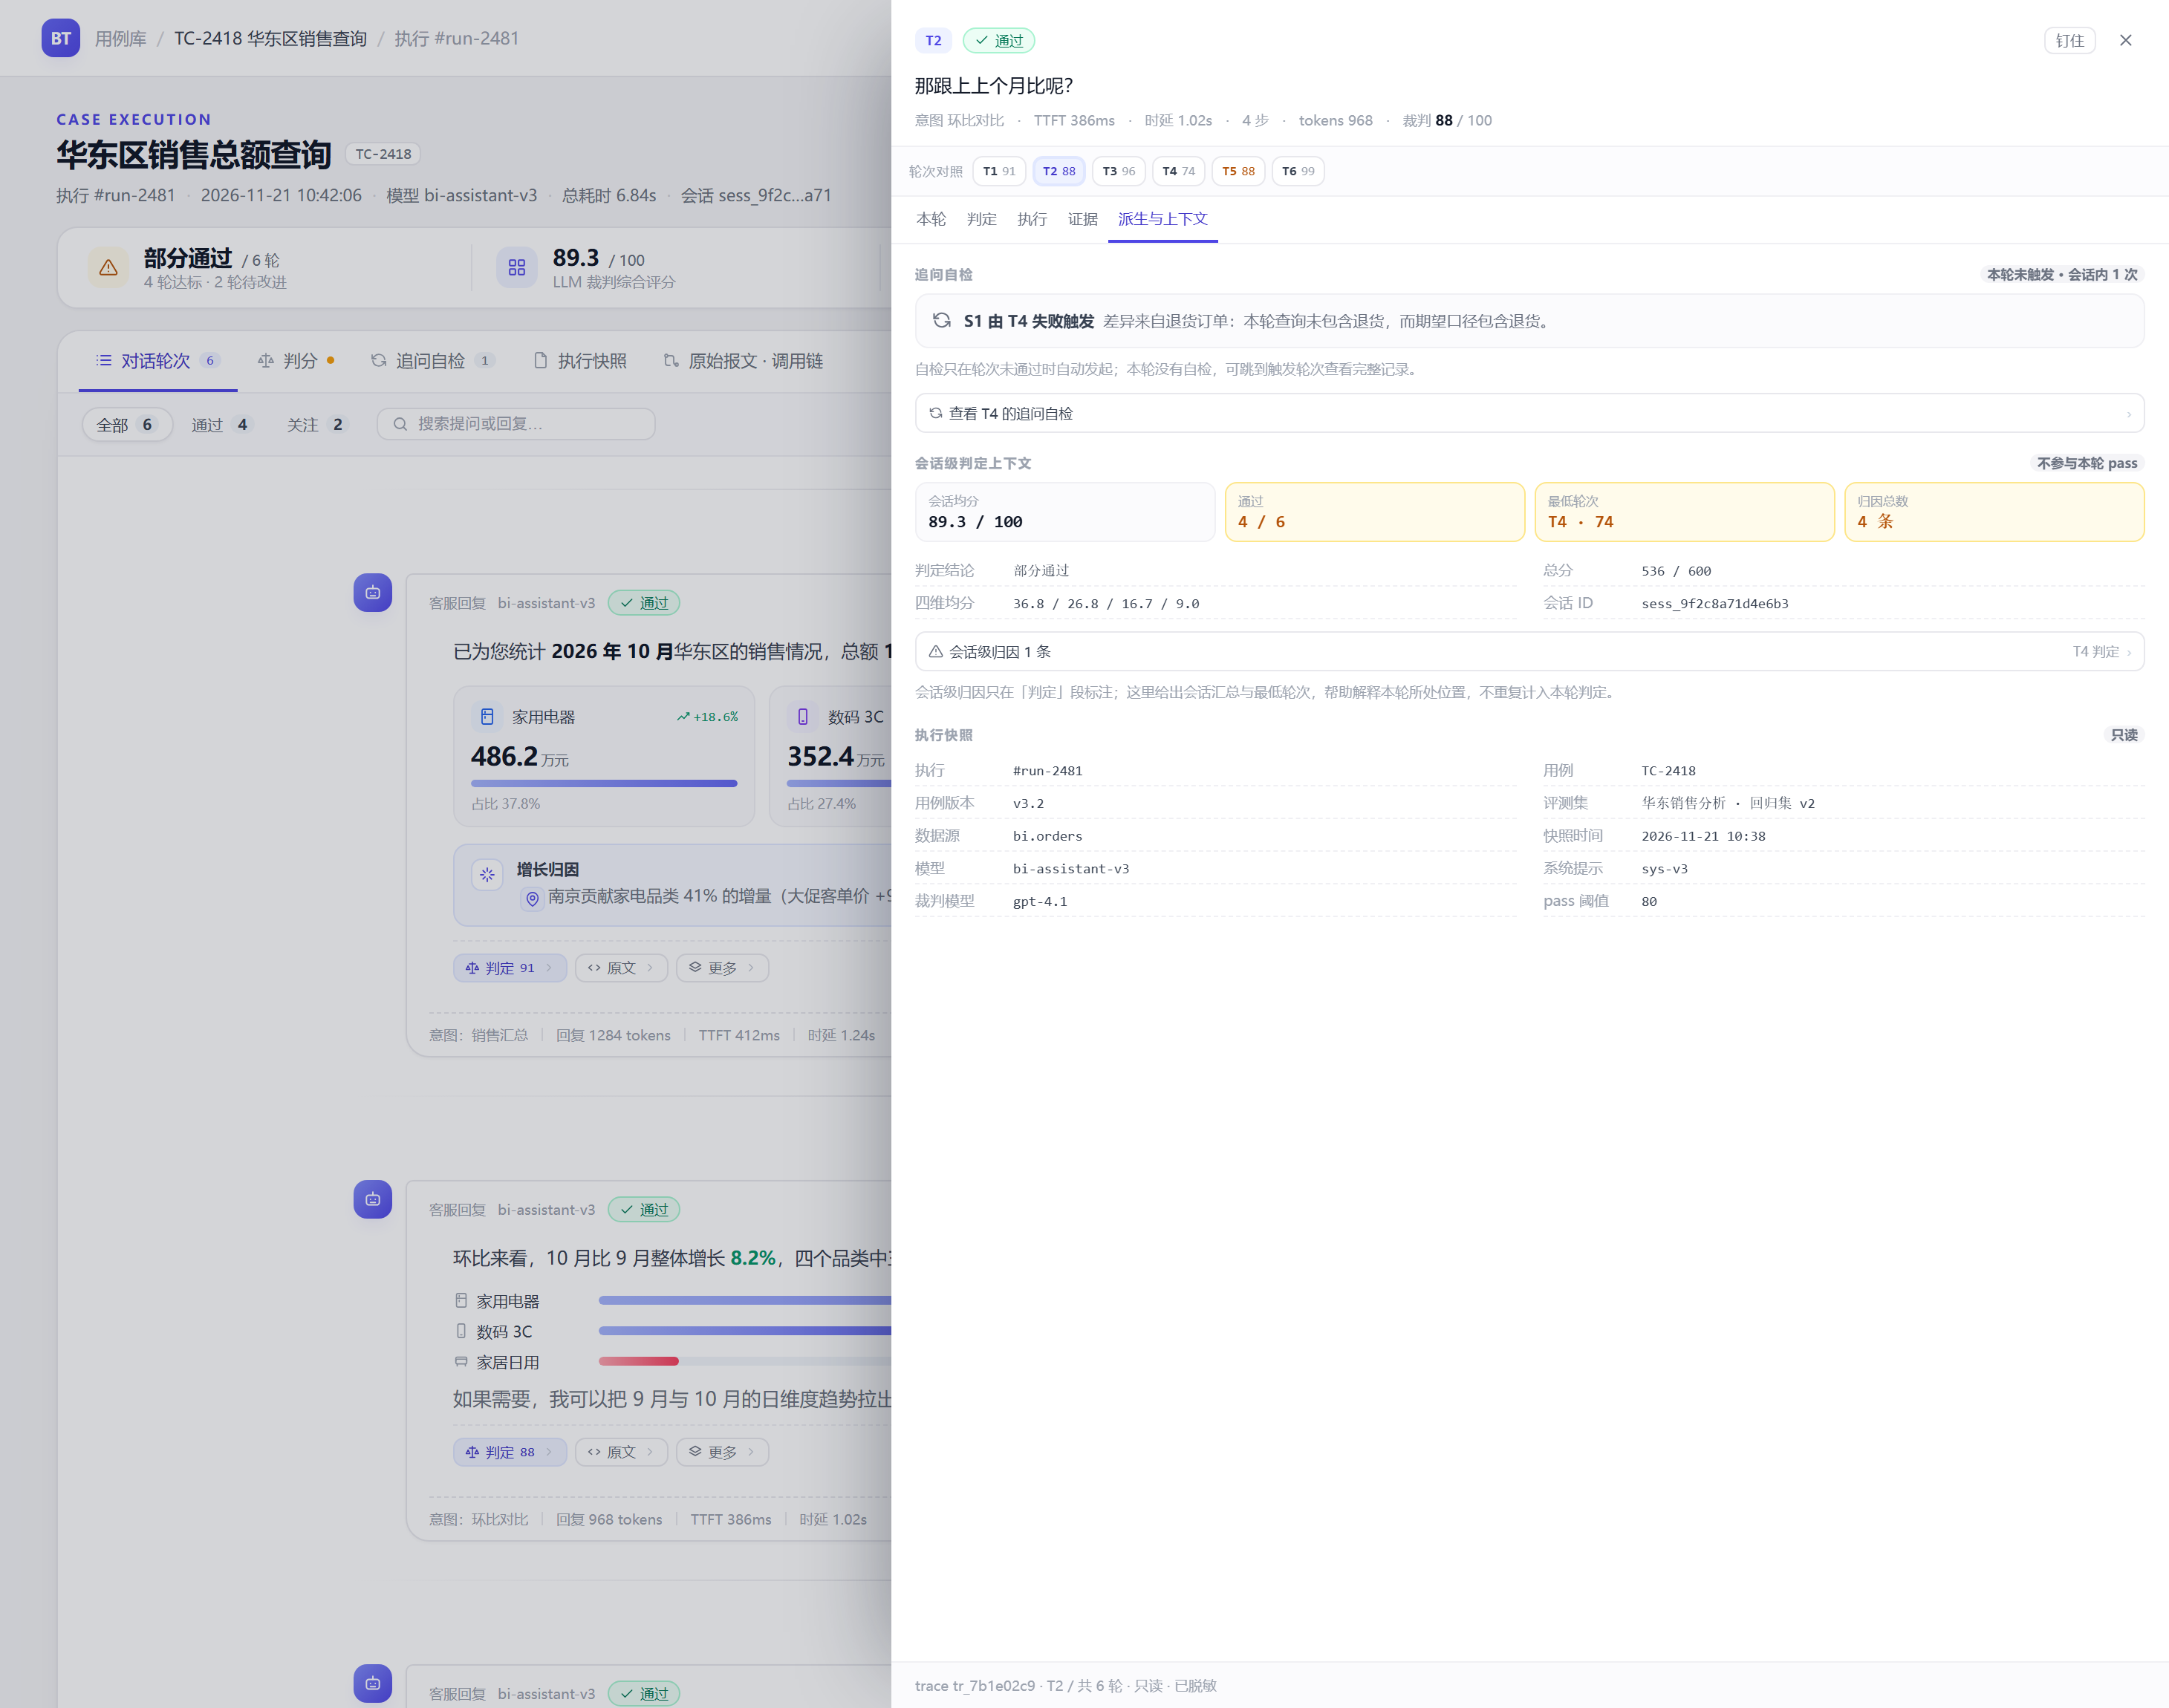 BT 用例库 / TC-2418 华东区销售查询 / 执行 #run-2481
CASE EXECUTION
华东区销售总额查询 TC-2418
执行 #run-2481 · 2026-11-21 10:42:06 · 模型 bi-assistant-v3 · 总耗时 6.84s · 会话 sess_9f2c…a71
部分通过 / 6 轮
4 轮达标 · 2 轮待改进
89.3 / 100
LLM 裁判综合评分
对话轮次 6 判分 追问自检 1 执行快照 原始报文 · 调用链
全部 6 通过 4 关注 2 搜索提问或回复…
客服回复 bi-assistant-v3 通过
已为您统计 2026 年 10 月华东区的销售情况，总额 1
家用电器 +18.6%
486.2 万元
占比 37.8%
数码 3C
352.4 万元
占比 27.4%
增长归因
南京贡献家电品类 41% 的增量（大促客单价 +9
判定 91 原文 更多
意图：销售汇总 回复 1284 tokens TTFT 412ms 时延 1.24s
客服回复 bi-assistant-v3 通过
环比来看，10 月比 9 月整体增长 8.2%，四个品类中
家用电器
数码 3C
家居日用
如果需要，我可以把 9 月与 10 月的日维度趋势拉出
判定 88 原文 更多
意图：环比对比 回复 968 tokens TTFT 386ms 时延 1.02s
客服回复 bi-assistant-v3 通过
T2 通过 钉住
那跟上上个月比呢？
意图 环比对比 · TTFT 386ms · 时延 1.02s · 4 步 · tokens 968 · 裁判 88 / 100
轮次对照 T1 91 T2 88 T3 96 T4 74 T5 88 T6 99
本轮 判定 执行 证据 派生与上下文
追问自检 本轮未触发 • 会话内 1 次
S1 由 T4 失败触发 差异来自退货订单：本轮查询未包含退货，而期望口径包含退货。
自检只在轮次未通过时自动发起；本轮没有自检，可跳到触发轮次查看完整记录。
查看 T4 的追问自检
会话级判定上下文 不参与本轮 pass
会话均分
89.3 / 100
通过
4 / 6
最低轮次
T4 · 74
归因总数
4 条
判定结论 部分通过 总分 536 / 600
四维均分 36.8 / 26.8 / 16.7 / 9.0 会话 ID sess_9f2c8a71d4e6b3
会话级归因 1 条 T4 判定
会话级归因只在「判定」段标注；这里给出会话汇总与最低轮次，帮助解释本轮所处位置，不重复计入本轮判定。
执行快照 只读
执行 #run-2481 用例 TC-2418
用例版本 v3.2 评测集 华东销售分析 · 回归集 v2
数据源 bi.orders 快照时间 2026-11-21 10:38
模型 bi-assistant-v3 系统提示 sys-v3
裁判模型 gpt-4.1 pass 阈值 80
trace tr_7b1e02c9 · T2 / 共 6 轮 · 只读 · 已脱敏